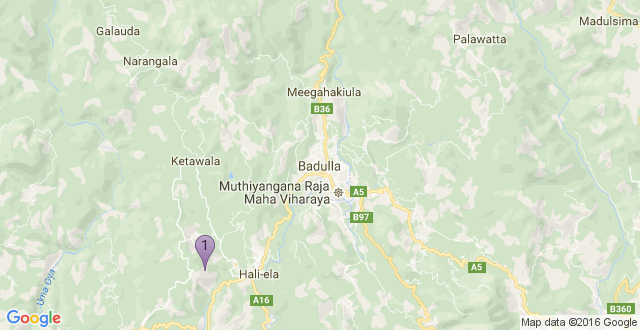 Madulsima
Galauda
Palawatta
Narangala
Meegahakiula
B36
Ketawala
Badulla
Muthiyangana Raja
Maha Viharaya
A5
B97
1
Hali-ela
A5
Uma Oya
A16
B360
Google
Map data ©2016 Google